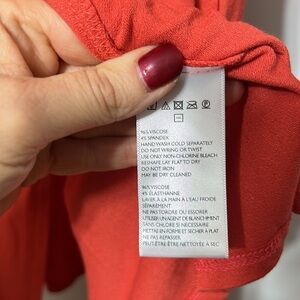 96% VISCOSE
4% SPANDEX
HAND WASH COLD SEPARATELY
DO NOT WRING OR TWIST
USE ONLY NON-CHLORINE BLEACH
RESHAPE LAY FLAT TO DRY
DO NOT IRON
MAY BE DRY CLEANED
96% VISCOSE
4% ELASTHANNE
LAVER À LA MAIN À L'EAU FROIDE
SÉPARÉMENT
NE PAS TORDRE OU ESSORER
UTILISER UN AGENT DE BLANCHIMENT
SANS CHLORE SI NÉCESSAIRE
METTRE EN FORME ET SECHER À PLAT
NE PAS REPASSER
PEUT-ÊTRE NETTOYÉ À SEC